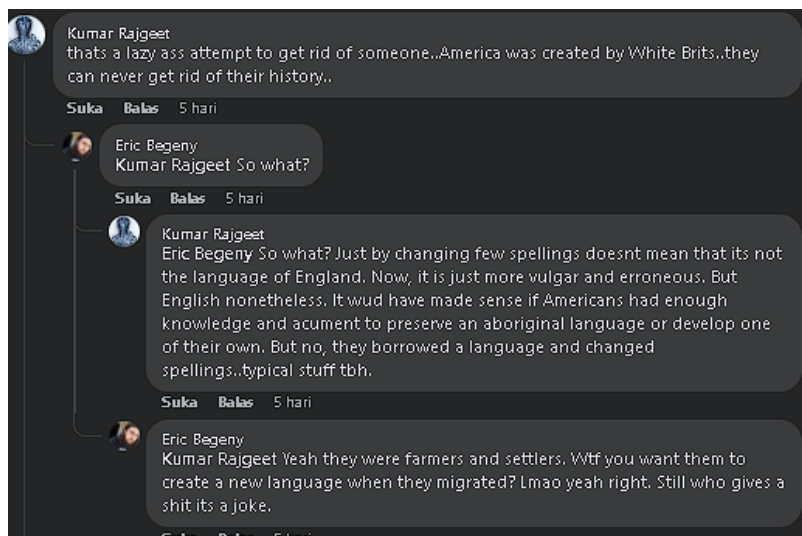 Kumar Rajgeet
thats a lazy ass attempt to get rid of someone..America was created by White Brits..they
can never get rid of their history..
Suka Balas 5 hari
Eric Begeny
Kumar Rajgeet So what?
Suka Balas 5 hari
Kumar Rajgeet
Eric Begeny So what? Just by changing few spellings doesnt mean that its not
the language of England. Now, it is just more vulgar and erroneous. But
English nonetheless. It wud have made sense if Americans had enough
knowledge and acument to preserve an aboriginal language or develop one
of their own. But no, they borrowed a language and changed
spellings..typical stuff tbh.
Suka Balas 5 hari
Eric Begeny
Kumar Rajgeet Yeah they were farmers and settlers. Wtf you want them to
create a new language when they migrated? Lmao yeah right. Still who gives a
shit its a joke.